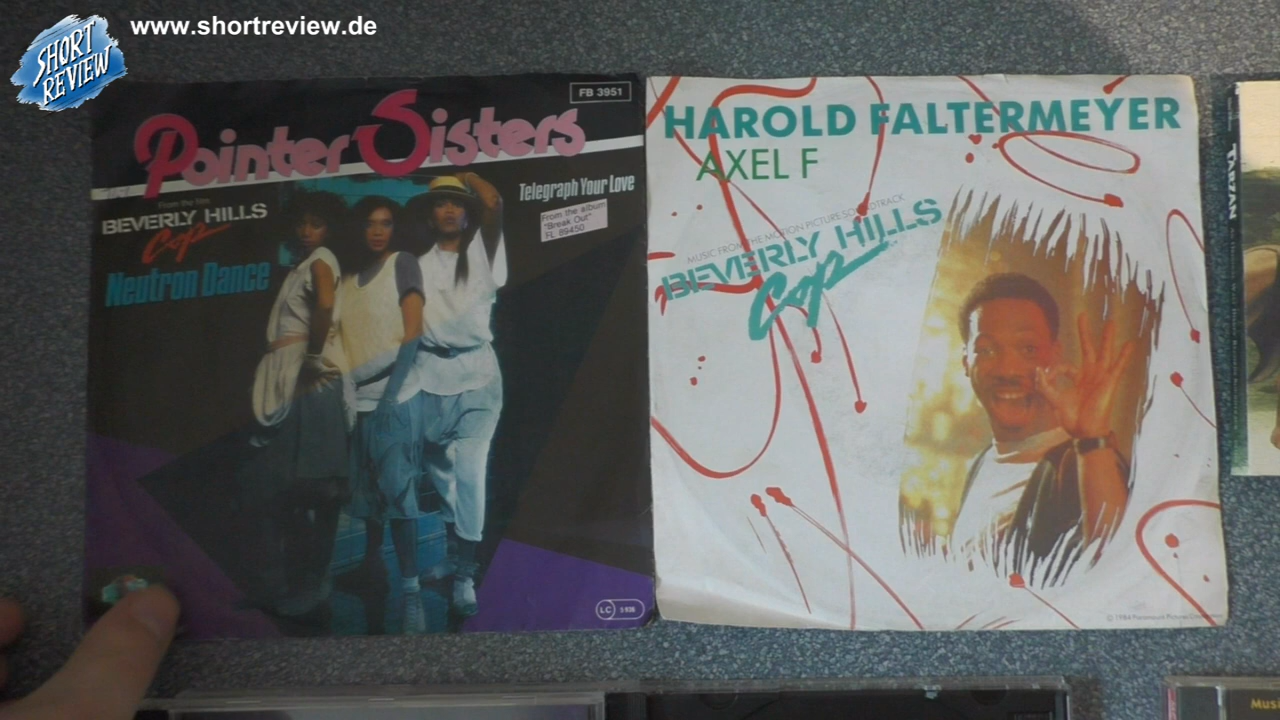 www.shortreview.de
SHORT
REVIEW
FB 3951
Pointer Sisters
From the film
BEVERLY HILLS
Cop
Neutron Dance
Telegraph Your Love
From the album
"Break Out"
FL 89450
LC
HAROLD FALTERMEYER
AXEL F
MUSIC FROM THE MOTION PICTURE SOUNDTRACK
BEVERLY HILLS
Cop
TARZAN